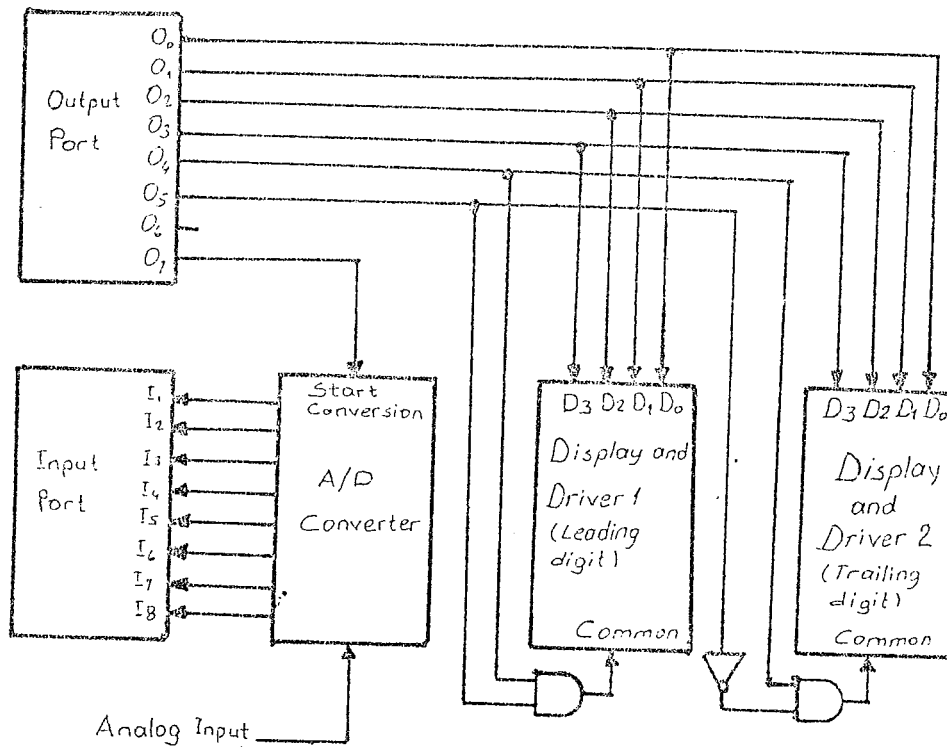 Output
Port
O₀
O₁
O₂
O₃
O₄
O₅
O₆
O₇
Input
Port
I₁
I₂
I₃
I₄
I₅
I₆
I₇
I₈
Start
Conversion
A/D
Converter
Analog Input
D₃ D₂ D₁ D₀
Display and
Driver 1
(Leading
digit)
Common
D₃ D₂ D₁ D₀
Display
and
Driver 2
(Trailing
digit)
Common